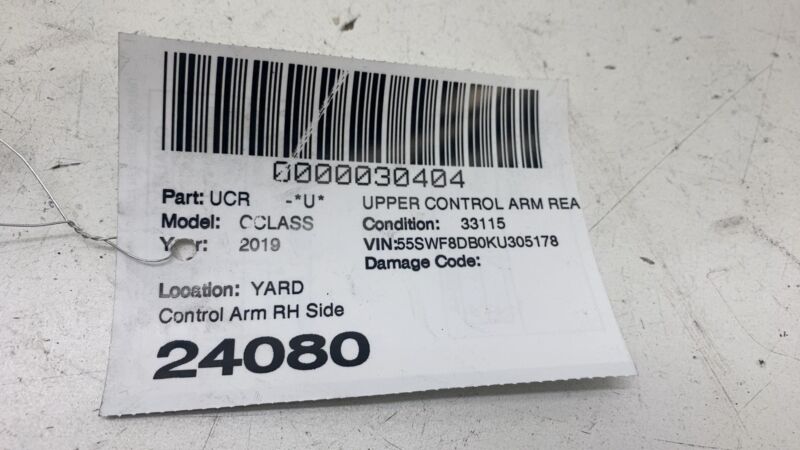 0000030404
Part: UCR -*U* UPPER CONTROL ARM REA
Model: CCLASS Condition: 33115
Year: 2019 VIN:55SWF8DB0KU305178
Damage Code:
Location: YARD
Control Arm RH Side
24080